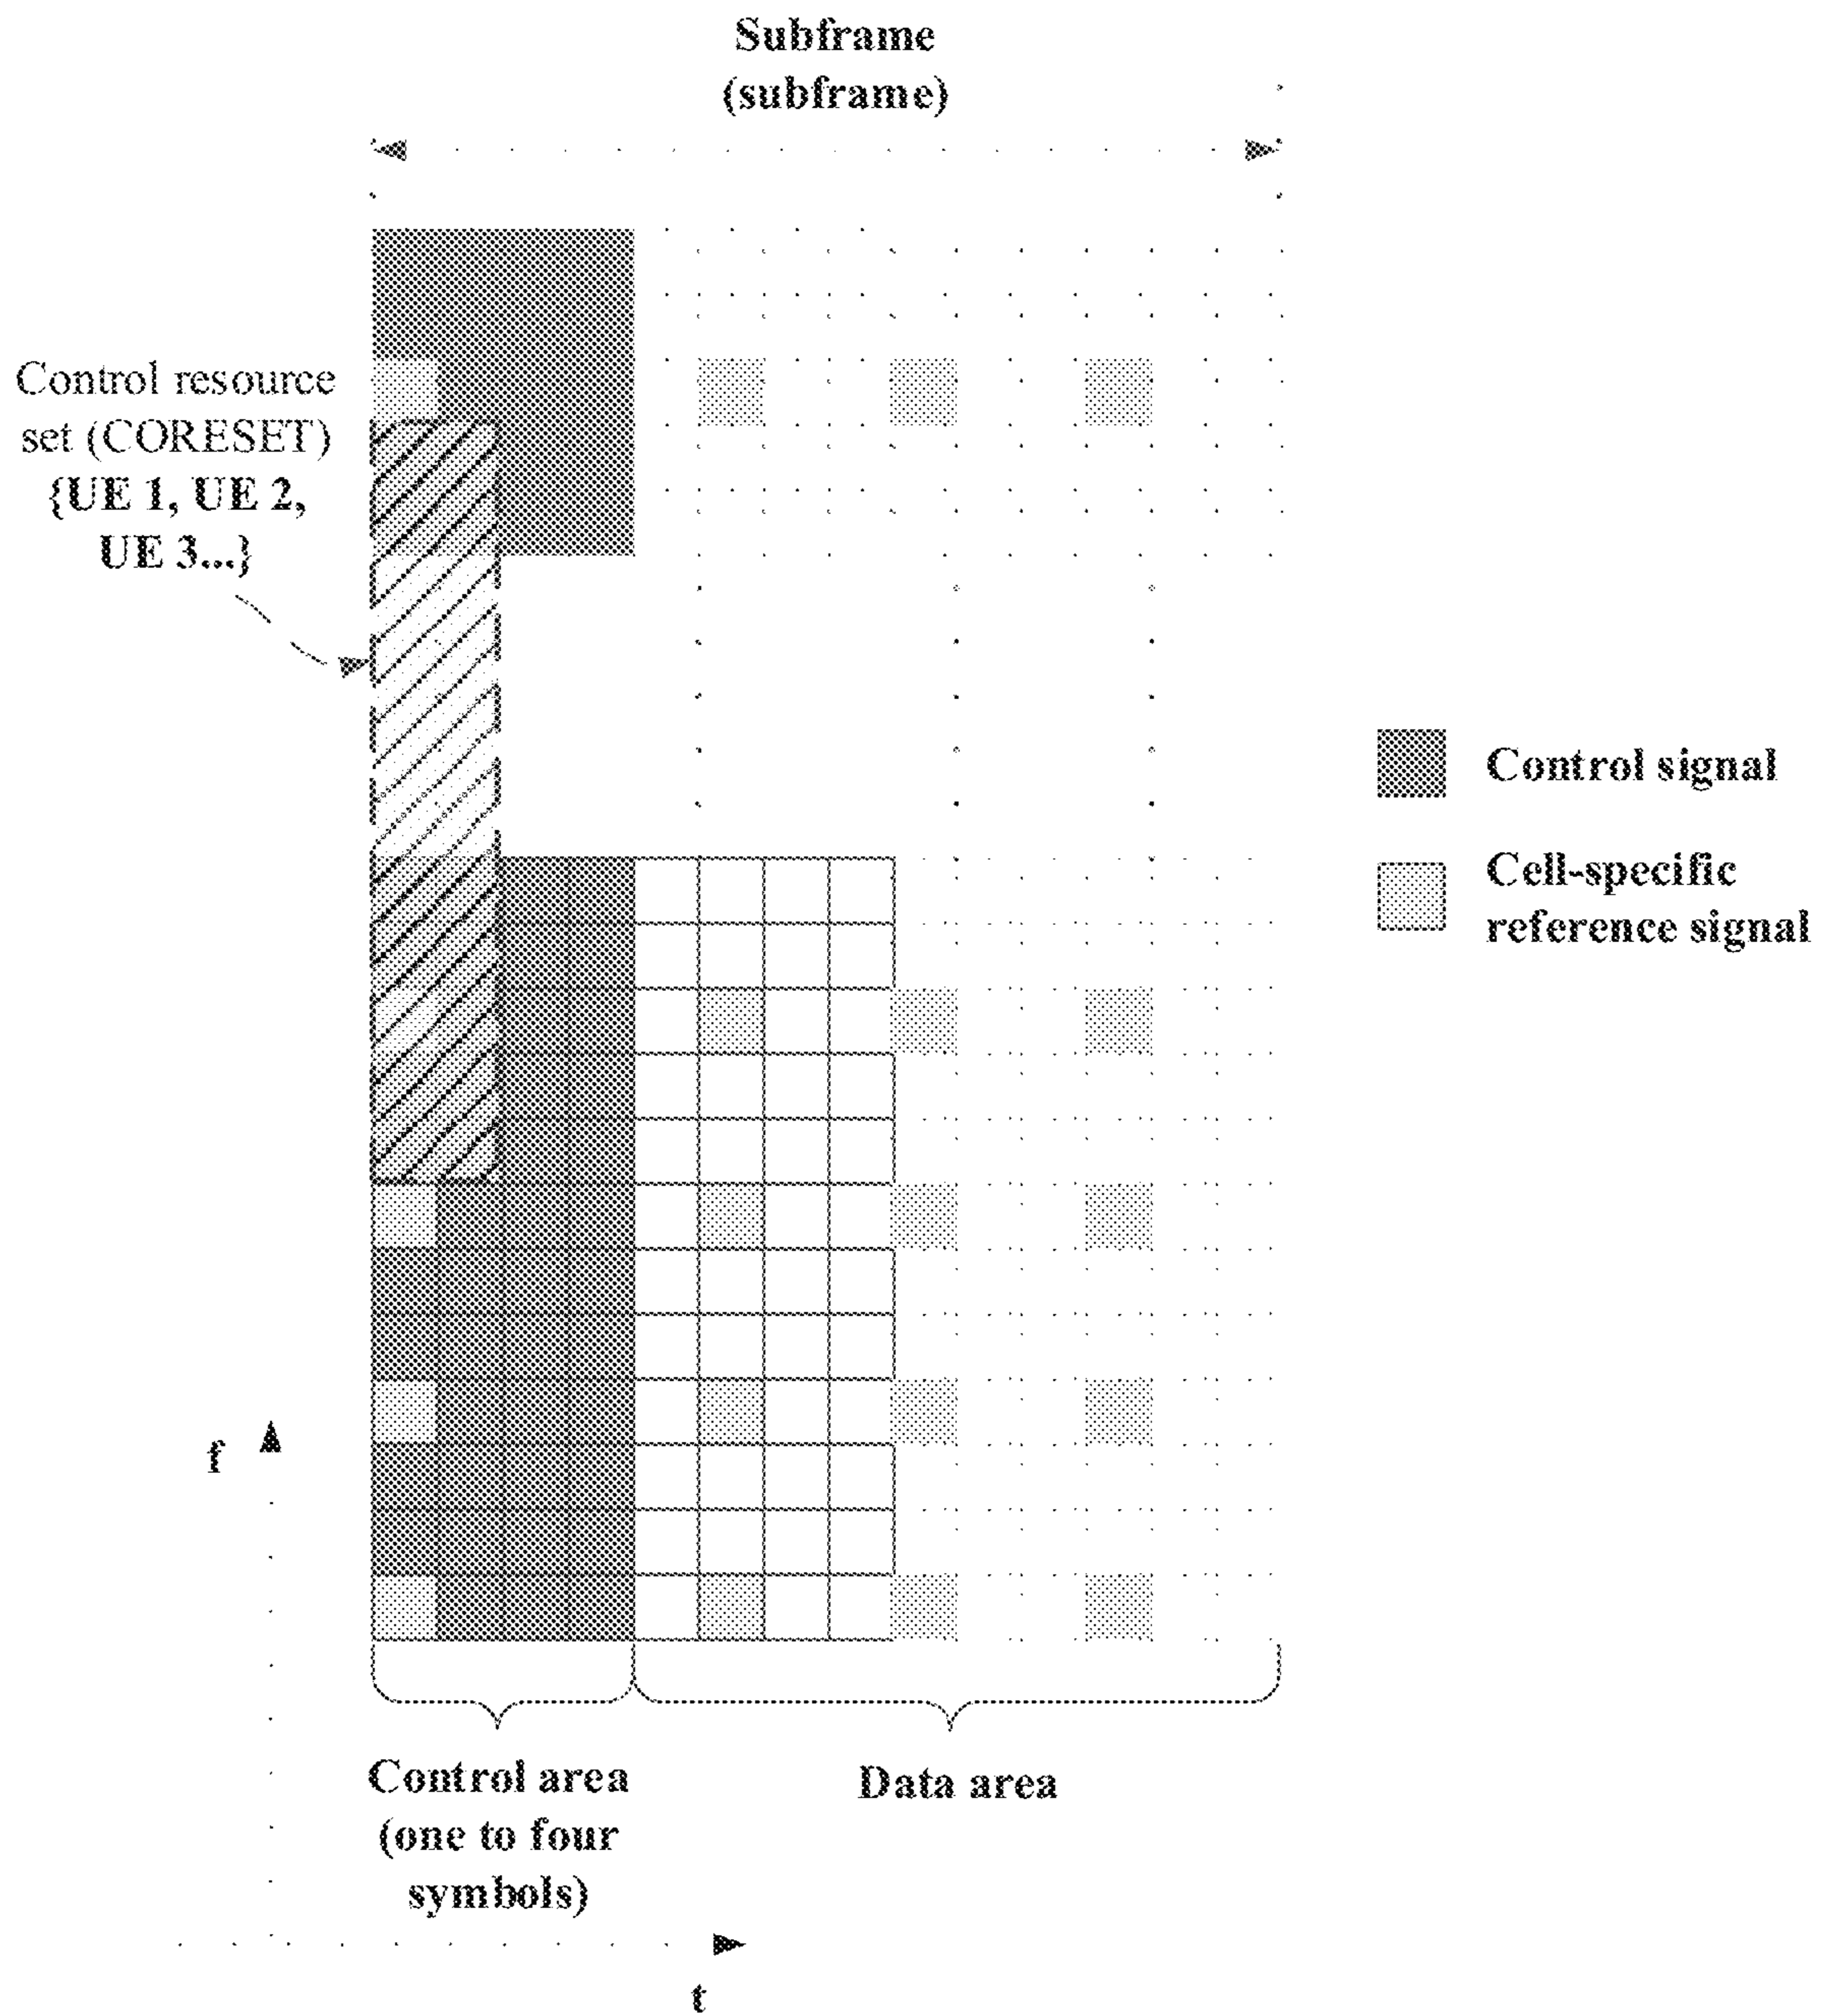 Subframe
(subframe)
Control resource
set (CORESET)
{UE 1, UE 2,
UE 3...}
Control signal
Cell-specific
reference signal
f
Control area
(one to four
symbols)
Data area
t